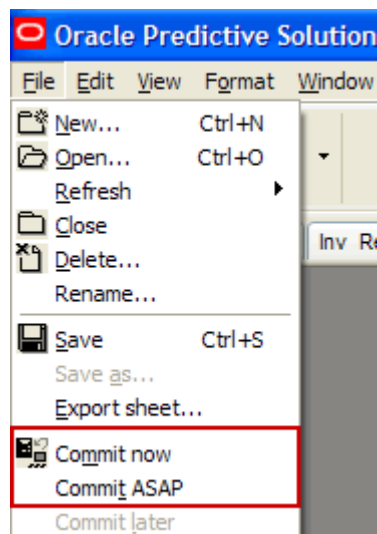 Oracle Predictive Solution
File Edit View Format Window
New... Ctrl+N
Open... Ctrl+O
Refresh
Close
Inv Re
Delete...
Rename...
Save Ctrl+S
Save as...
Export sheet...
Commit now
Commit ASAP
Commit later